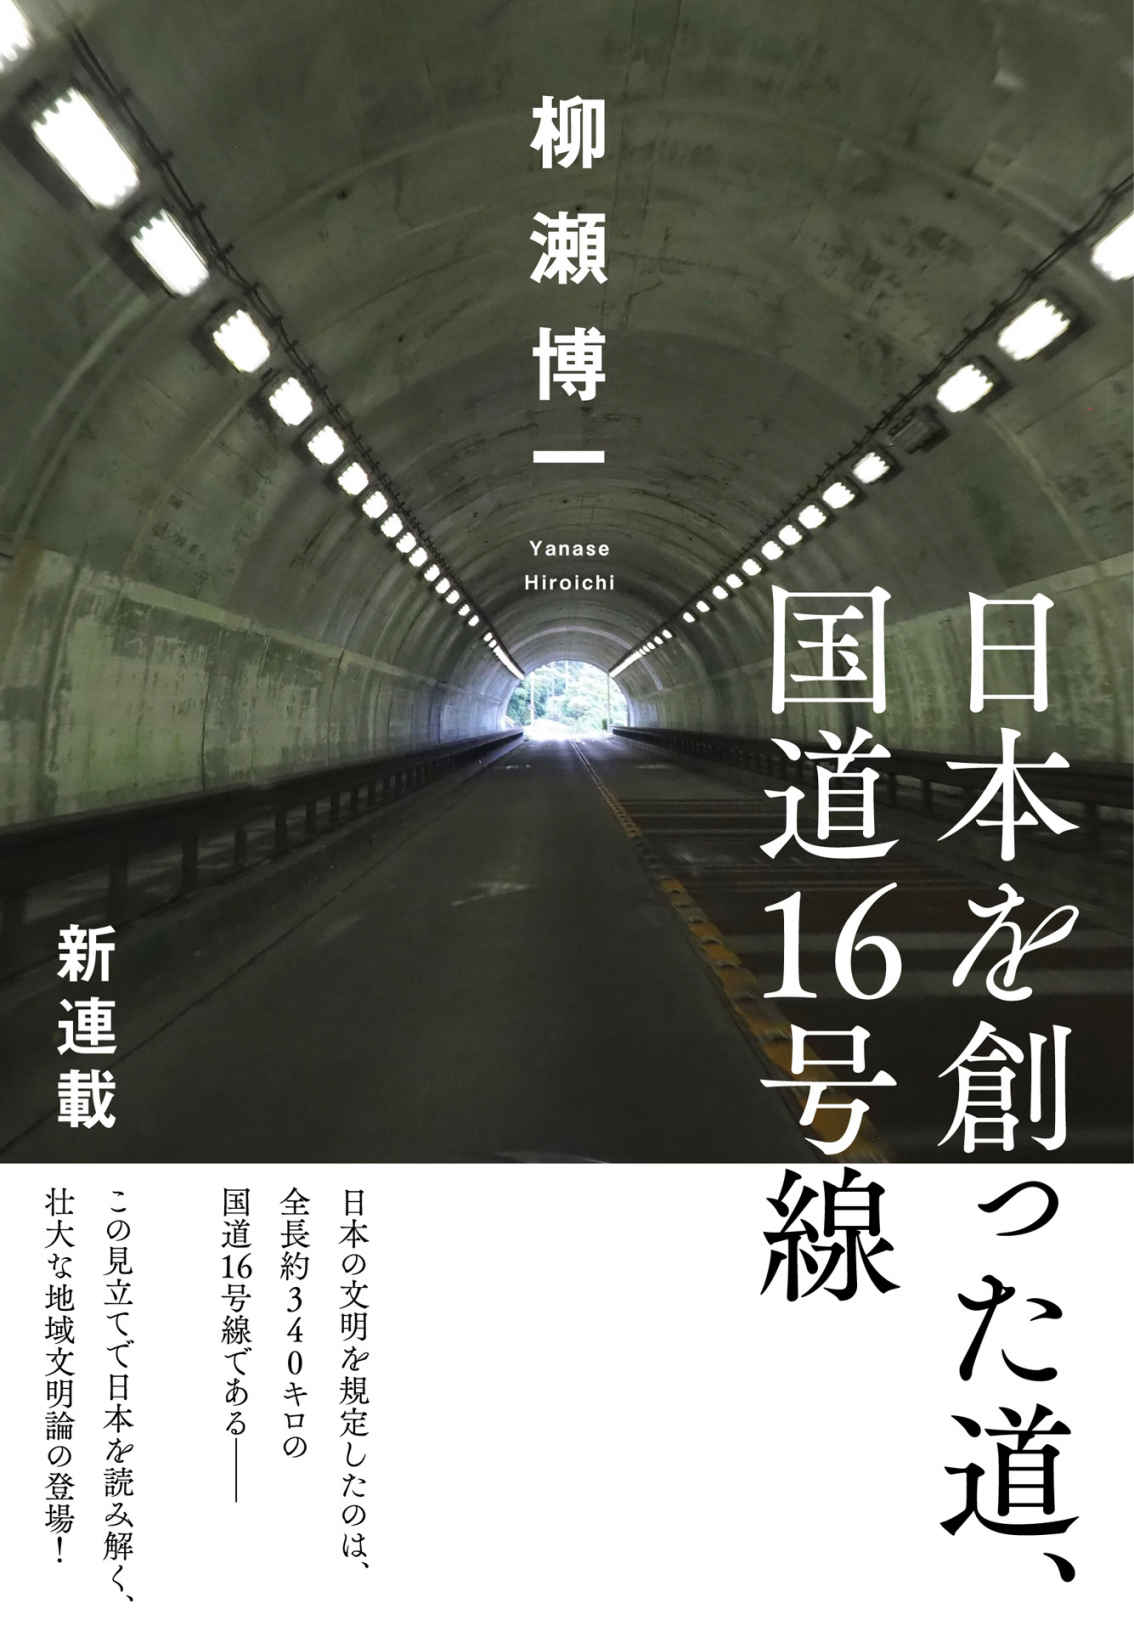 柳瀬博一
Yanase
Hiroichi
日本を創った道、
国道16号線
新連載
日本の文明を規定したのは、
全長約340キロの
国道16号線である——
この見立てで日本を読み解く、
壮大な地域文明論の登場！